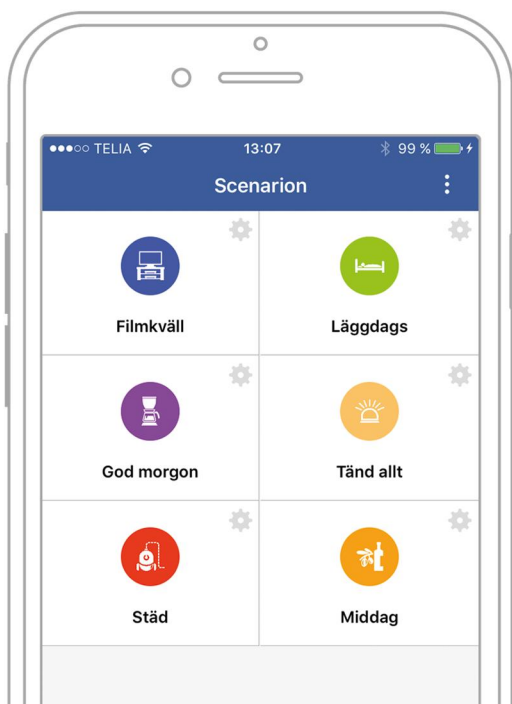 TELIA 13:07 99 %
Scenarion
Filmkväll Läggdags
God morgon Tänd allt
Städ Middag